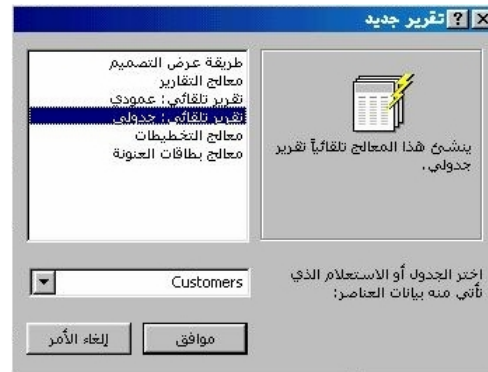 تقرير جديد
ينشئ هذا المعالج تلقائياً تقرير
جدولي.
طريقة عرض التصميم
معالج التقارير
تقرير تلقائي: عمودي
تقرير تلقائي: جدولي
معالج التخطيطات
معالج بطاقات العنونة
اختر الجدول أو الاستعلام الذي
تأتي منه بيانات العناصر:
Customers
موافق
إلغاء الأمر